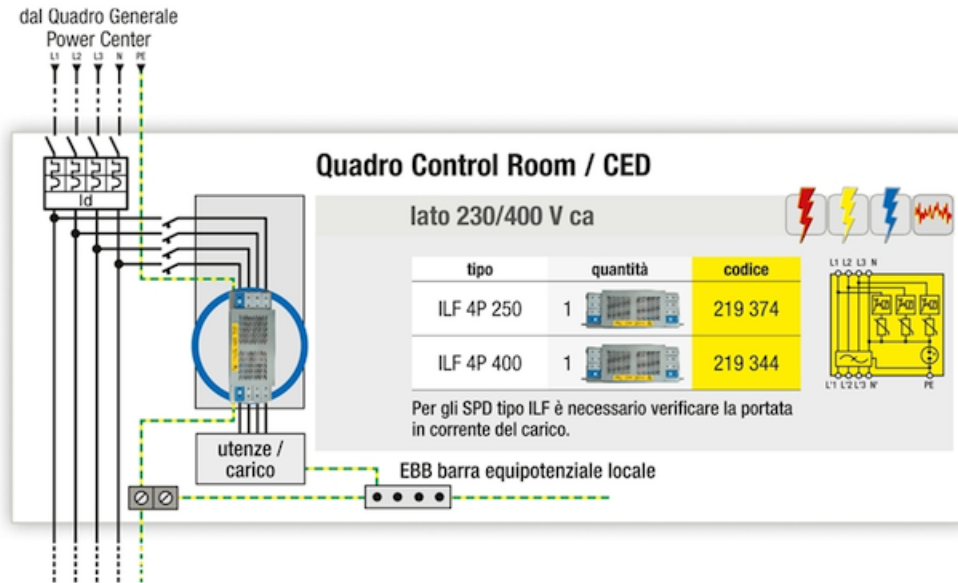 dal Quadro Generale
Power Center
L1 L2 L3 N PE
Quadro Control Room / CED
Id
lato 230/400 V ca
tipo quantità codice
L1 L2 L3 N
ILF 4P 250 1 219 374
ILF 4P 400 1 219 344
L'1 L'2 L'3 N' PE
Per gli SPD tipo ILF è necessario verificare la portata
in corrente del carico.
utenze /
carico
EBB barra equipotenziale locale